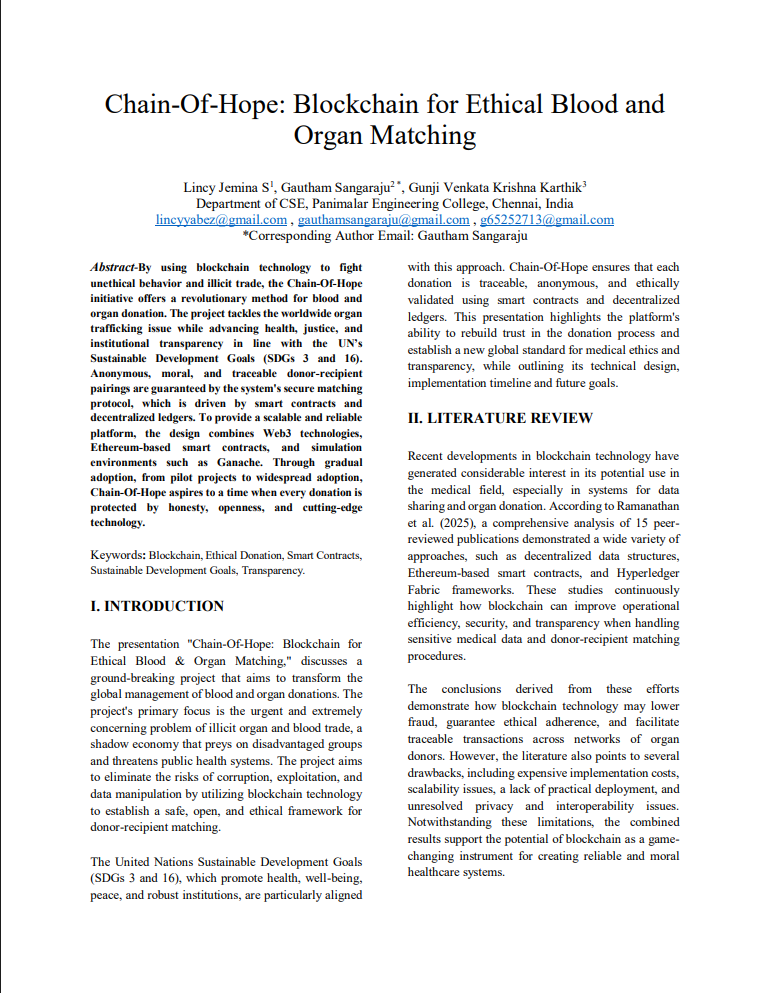 Chain-Of-Hope: Blockchain for Ethical Blood and
Organ Matching
Lincy Jemina S1, Gautham Sangaraju2*, Gunji Venkata Krishna Karthik3
Department of CSE, Panimalar Engineering College, Chennai, India
lincyyabez@gmail.com , gauthamsangaraju@gmail.com , g65252713@gmail.com
*Corresponding Author Email: Gautham Sangaraju
Abstract-By using blockchain technology to fight
unethical behavior and illicit trade, the Chain-Of-Hope
initiative offers a revolutionary method for blood and
organ donation. The project tackles the worldwide organ
trafficking issue while advancing health, justice, and
institutional transparency in line with the UN's
Sustainable Development Goals (SDGs 3 and 16).
Anonymous, moral, and traceable donor-recipient
pairings are guaranteed by the system's secure matching
protocol, which is driven by smart contracts and
decentralized ledgers. To provide a scalable and reliable
platform, the design combines Web3 technologies,
Ethereum-based smart contracts, and simulation
environments such as Ganache. Through gradual
adoption, from pilot projects to widespread adoption,
Chain-Of-Hope aspires to a time when every donation is
protected by honesty, openness, and cutting-edge
technology.
Keywords: Blockchain, Ethical Donation, Smart Contracts,
Sustainable Development Goals, Transparency.
I. INTRODUCTION
The presentation "Chain-Of-Hope: Blockchain for
Ethical Blood & Organ Matching," discusses a
ground-breaking project that aims to transform the
global management of blood and organ donations. The
project's primary focus is the urgent and extremely
concerning problem of illicit organ and blood trade, a
shadow economy that preys on disadvantaged groups
and threatens public health systems. The project aims
to eliminate the risks of corruption, exploitation, and
data manipulation by utilizing blockchain technology
to establish a safe, open, and ethical framework for
donor-recipient matching.
The United Nations Sustainable Development Goals
(SDGs 3 and 16), which promote health, well-being,
peace, and robust institutions, are particularly aligned
with this approach. Chain-Of-Hope ensures that each
donation is traceable, anonymous, and ethically
validated using smart contracts and decentralized
ledgers. This presentation highlights the platform's
ability to rebuild trust in the donation process and
establish a new global standard for medical ethics and
transparency, while outlining its technical design,
implementation timeline and future goals.
II. LITERATURE REVIEW
Recent developments in blockchain technology have
generated considerable interest in its potential use in
the medical field, especially in systems for data
sharing and organ donation. According to Ramanathan
et al. (2025), a comprehensive analysis of 15 peer-
reviewed publications demonstrated a wide variety of
approaches, such as decentralized data structures,
Ethereum-based smart contracts, and Hyperledger
Fabric frameworks. These studies continuously
highlight how blockchain can improve operational
efficiency, security, and transparency when handling
sensitive medical data and donor-recipient matching
procedures.
The conclusions derived from these efforts
demonstrate how blockchain technology may lower
fraud, guarantee ethical adherence, and facilitate
traceable transactions across networks of organ
donors. However, the literature also points to several
drawbacks, including expensive implementation costs,
scalability issues, a lack of practical deployment, and
unresolved privacy and interoperability issues.
Notwithstanding these limitations, the combined
results support the potential of blockchain as a game-
changing instrument for creating reliable and moral
healthcare systems.